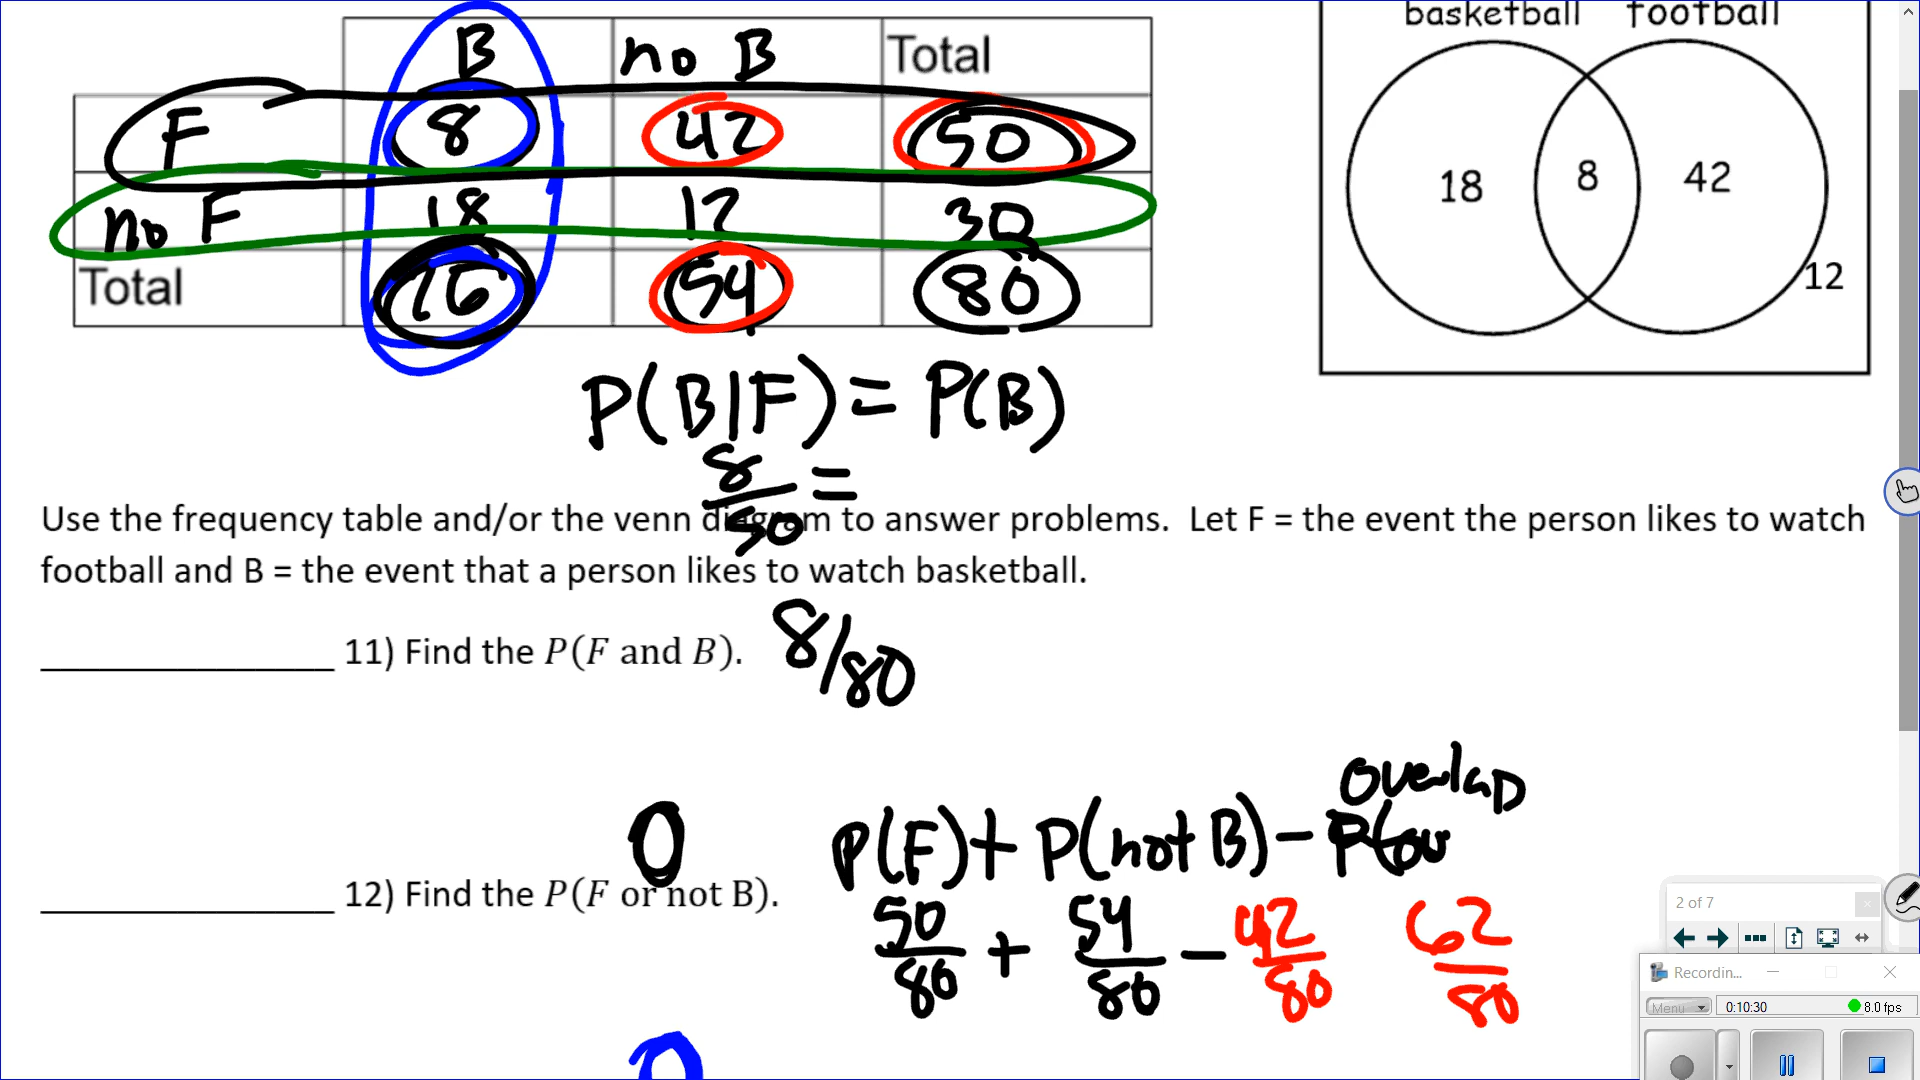 basketball football
B no B Total
F 8 42 50
no F 18 12 30
Total 26 54 80
18 8 42
12
P(B|F) = P(B)
8/50 =
Use the frequency table and/or the venn diagram to answer problems. Let F = the event the person likes to watch
football and B = the event that a person likes to watch basketball.
11) Find the P(F and B). 8/80
overlap
P(F) + P(not B) - P(ov
12) Find the P(F or not B).
50/80 + 54/80 - 42/80 62/80
2 of 7
Recordin...
Menu 0:10:30 8.0 fps